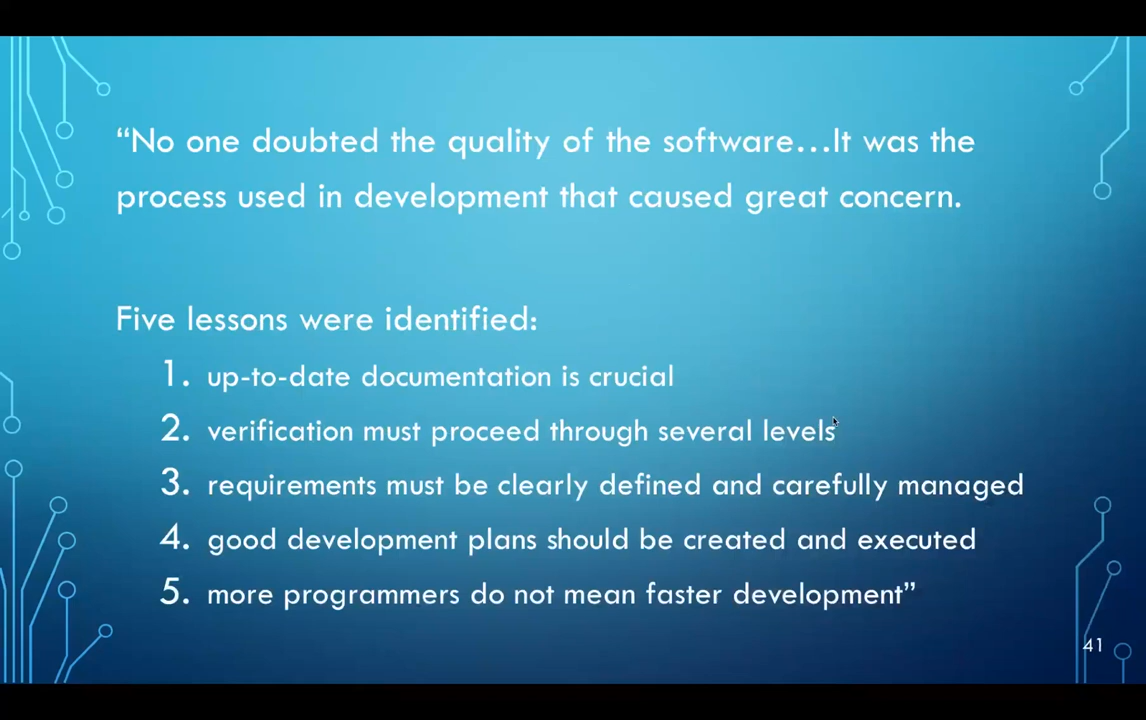 “No one doubted the quality of the software...It was the
process used in development that caused great concern.
Five lessons were identified:
1. up-to-date documentation is crucial
2. verification must proceed through several levels
3. requirements must be clearly defined and carefully managed
4. good development plans should be created and executed
5. more programmers do not mean faster development”
41